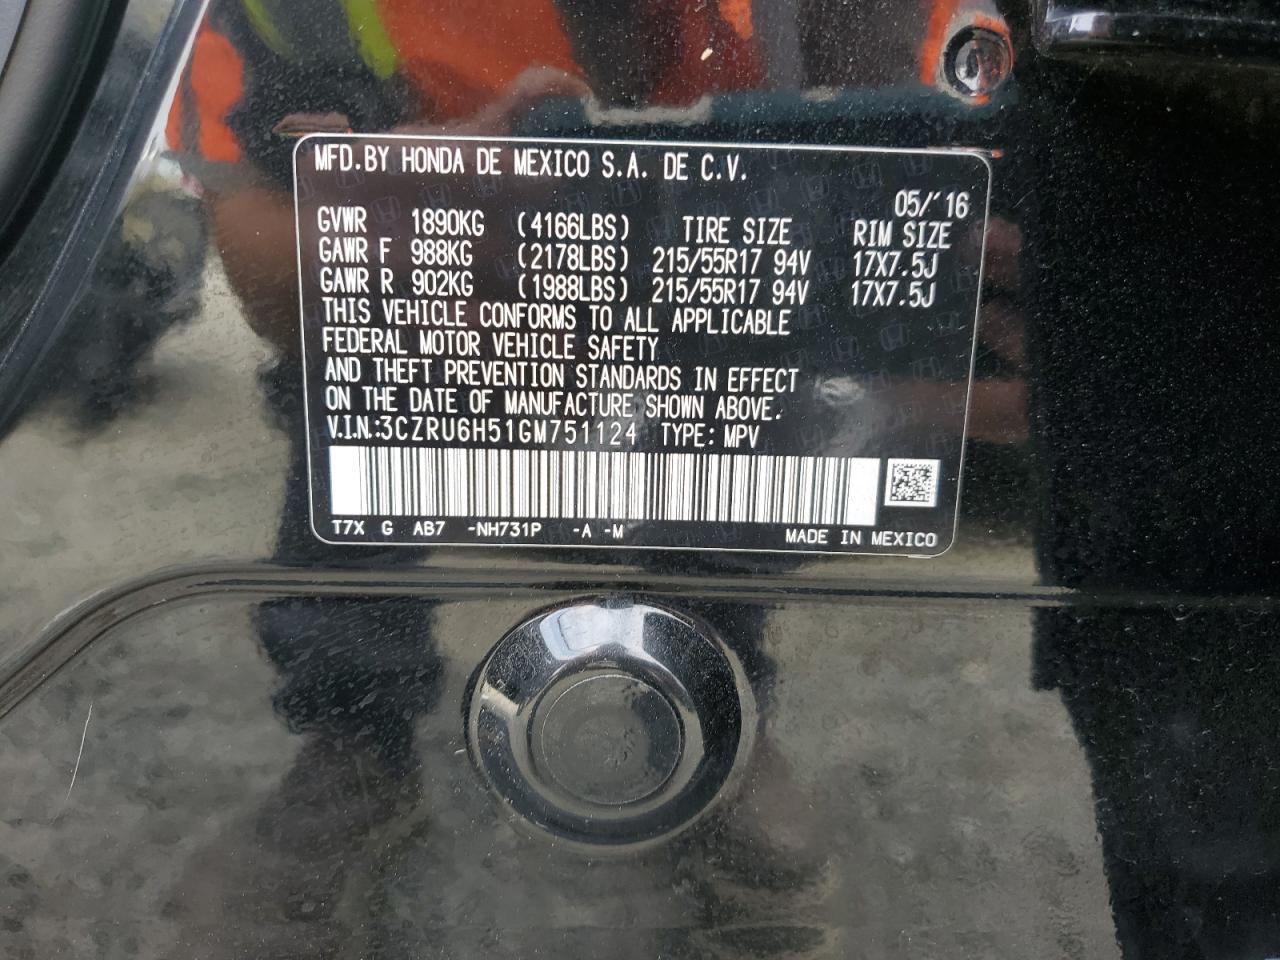 MFD.BY HONDA DE MEXICO S.A. DE C.V.
05/'16
GVWR 1890KG (4166LBS) TIRE SIZE RIM SIZE
GAWR F 988KG (2178LBS) 215/55R17 94V 17X7.5J
GAWR R 902KG (1988LBS) 215/55R17 94V 17X7.5J
THIS VEHICLE CONFORMS TO ALL APPLICABLE
FEDERAL MOTOR VEHICLE SAFETY
AND THEFT PREVENTION STANDARDS IN EFFECT
ON THE DATE OF MANUFACTURE SHOWN ABOVE.
V.I.N.:3CZRU6H51GM751124 TYPE: MPV
T7X G AB7 -NH731P -A -M MADE IN MEXICO